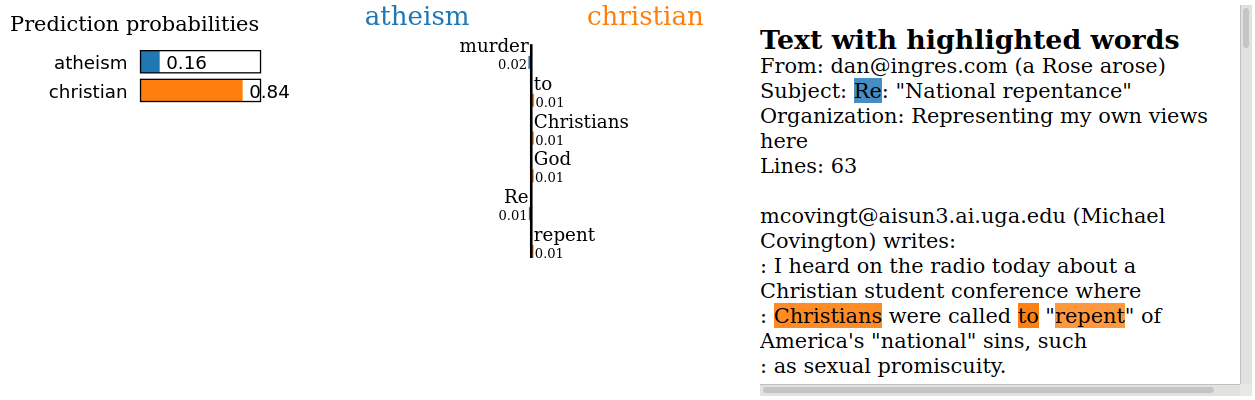 Prediction probabilities
atheism 0.16
christian 0.84
atheism christian
murder
0.02
to
0.01
Christians
0.01
God
0.01
Re
0.01
repent
0.01
Text with highlighted words
From: dan@ingres.com (a Rose arose)
Subject: Re: "National repentance"
Organization: Representing my own views
here
Lines: 63
mcovingt@aisun3.ai.uga.edu (Michael
Covington) writes:
: I heard on the radio today about a
Christian student conference where
: Christians were called to "repent" of
America's "national" sins, such
: as sexual promiscuity.